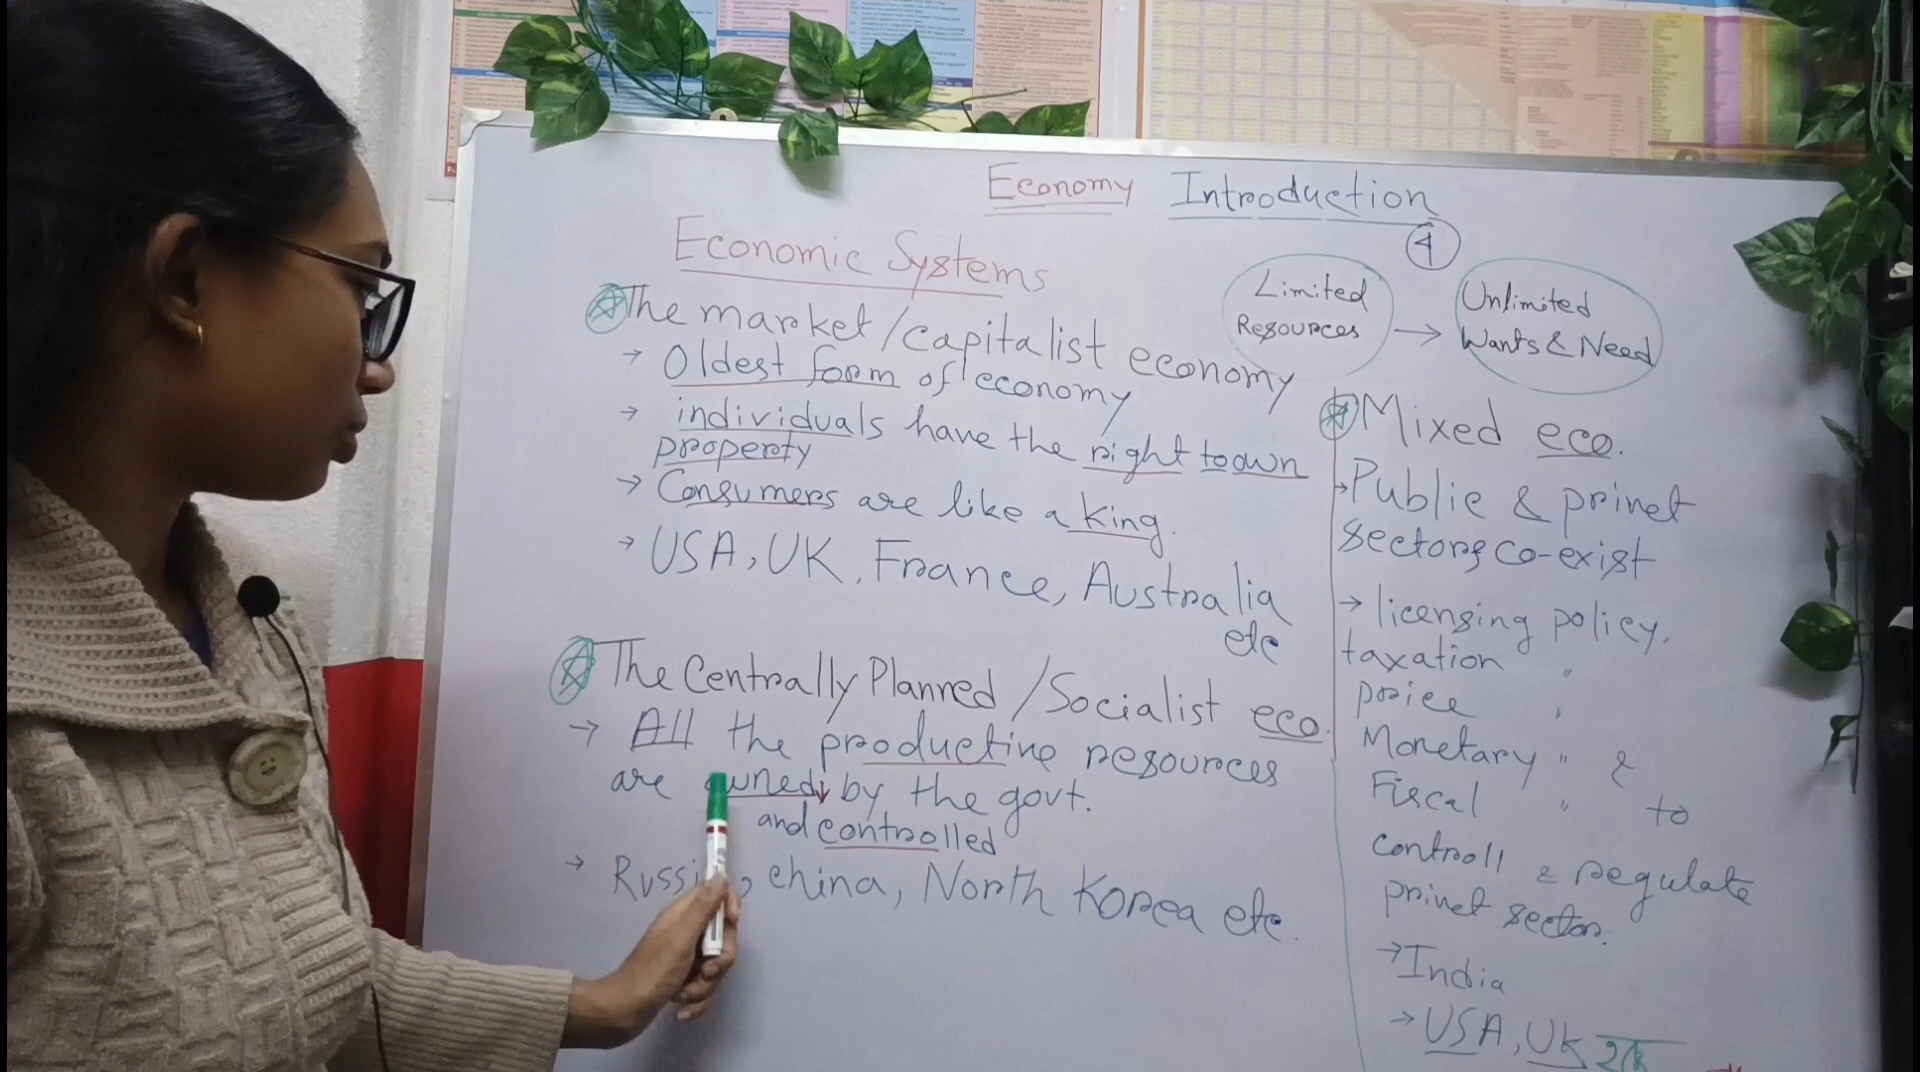 Economy Introduction
4
Economic Systems
The market/capitalist economy
→ Oldest form of economy
→ individuals have the right to own
property
→ Consumers are like a king.
→ USA, UK, France, Australia
etc
The Centrally Planned / Socialist eco.
→ All the productive resources
are owned by the govt.
and controlled
→ Russia, china, North Korea etc.
Limited
Resources
→
Unlimited
Wants & Need
Mixed eco.
→ Public & privet
sectors co-exist
→ licensing policy,
taxation "
price "
Monetary " &
Fiscal " to
controll & regulate
privet sector.
→ India
→ USA, UK